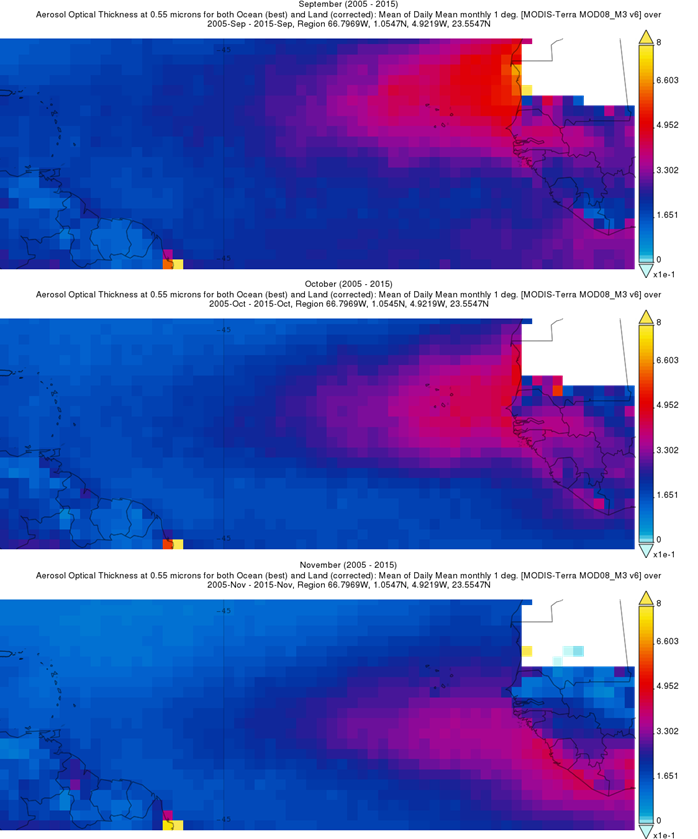 September (2005 - 2015)
Aerosol Optical Thickness at 0.55 microns for both Ocean (best) and Land (corrected): Mean of Daily Mean monthly 1 deg. [MODIS-Terra MOD08_M3 v6] over
2005-Sep - 2015-Sep, Region 66.7969W, 1.0547N, 4.9219W, 23.5547N
-45
8
6.603
4.952
3.302
1.651
0
-45
x1e-1
October (2005 - 2015)
Aerosol Optical Thickness at 0.55 microns for both Ocean (best) and Land (corrected): Mean of Daily Mean monthly 1 deg. [MODIS-Terra MOD08_M3 v6] over
2005-Oct - 2015-Oct, Region 66.7969W, 1.0545N, 4.9219W, 23.5547N
-45
8
6.603
4.952
3.302
1.651
0
-45
x1e-1
November (2005 - 2015)
Aerosol Optical Thickness at 0.55 microns for both Ocean (best) and Land (corrected): Mean of Daily Mean monthly 1 deg. [MODIS-Terra MOD08_M3 v6] over
2005-Nov - 2015-Nov, Region 66.7969W, 1.0547N, 4.9219W, 23.5547N
-45
8
6.603
4.952
3.302
1.651
0
-45
x1e-1